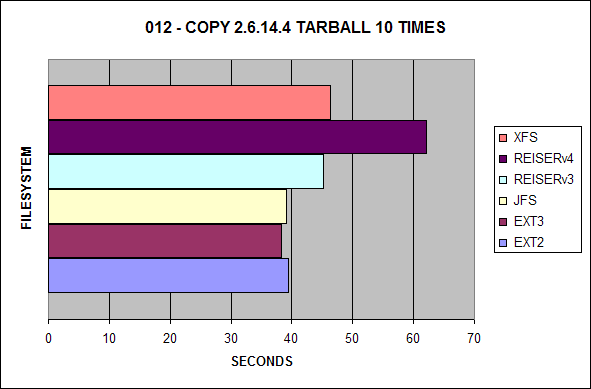 012 - COPY 2.6.14.4 TARBALL 10 TIMES
FILESYSTEM
XFS
REISERv4
REISERv3
JFS
EXT3
EXT2
0 10 20 30 40 50 60 70
SECONDS